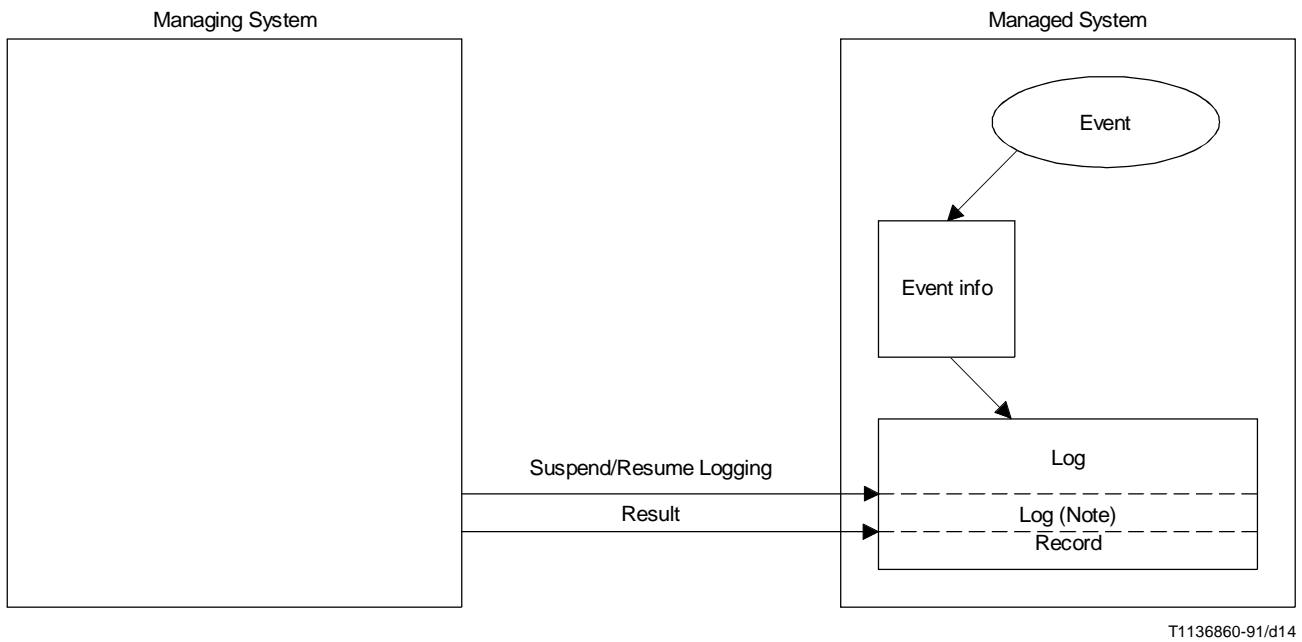 Managing System
Managed System
Event
Event info
Log
Suspend/Resume Logging
Result
Log (Note)
Record
T1136860-91/d14